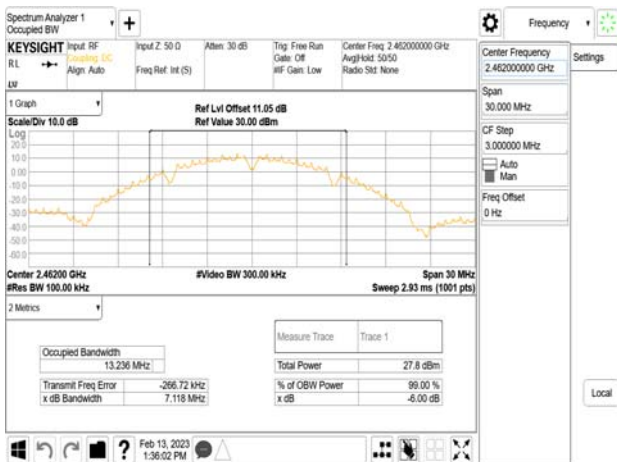 Spectrum Analyzer 1
Occupied BW
Frequency
KEYSIGHT
Input: RF
Coupling: DC
Align: Auto
Input Z: 50 Ω
Freq Ref: Int (S)
Atten: 30 dB
Trig: Free Run
Gate: Off
#IF Gain: Low
Center Freq: 2.462000000 GHz
Avg|Hold: 50/50
Radio Std: None
RL
LVI
Center Frequency
2.462000000 GHz
Settings
Span
30.000 MHz
CF Step
3.000000 MHz
Auto
Man
Freq Offset
0 Hz
Local
1 Graph
Scale/Div 10.0 dB
Ref Lvl Offset 11.05 dB
Ref Value 30.00 dBm
Log
20.0
10.0
0.00
-10.0
-20.0
-30.0
-40.0
-50.0
-60.0
Center 2.46200 GHz
#Res BW 100.00 kHz
#Video BW 300.00 kHz
Span 30 MHz
Sweep 2.93 ms (1001 pts)
2 Metrics
Measure Trace Trace 1
Occupied Bandwidth
13.236 MHz
Total Power 27.8 dBm
Transmit Freq Error -266.72 kHz
% of OBW Power 99.00 %
x dB Bandwidth 7.118 MHz
x dB -6.00 dB
Feb 13, 2023
1:36:02 PM